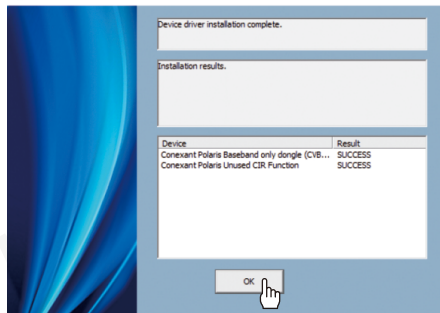 Device driver installation complete.
Installation results.
Device Result
Conexant Polaris Baseband only dongle (CVB... SUCCESS
Conexant Polaris Unused CIR Function SUCCESS
OK